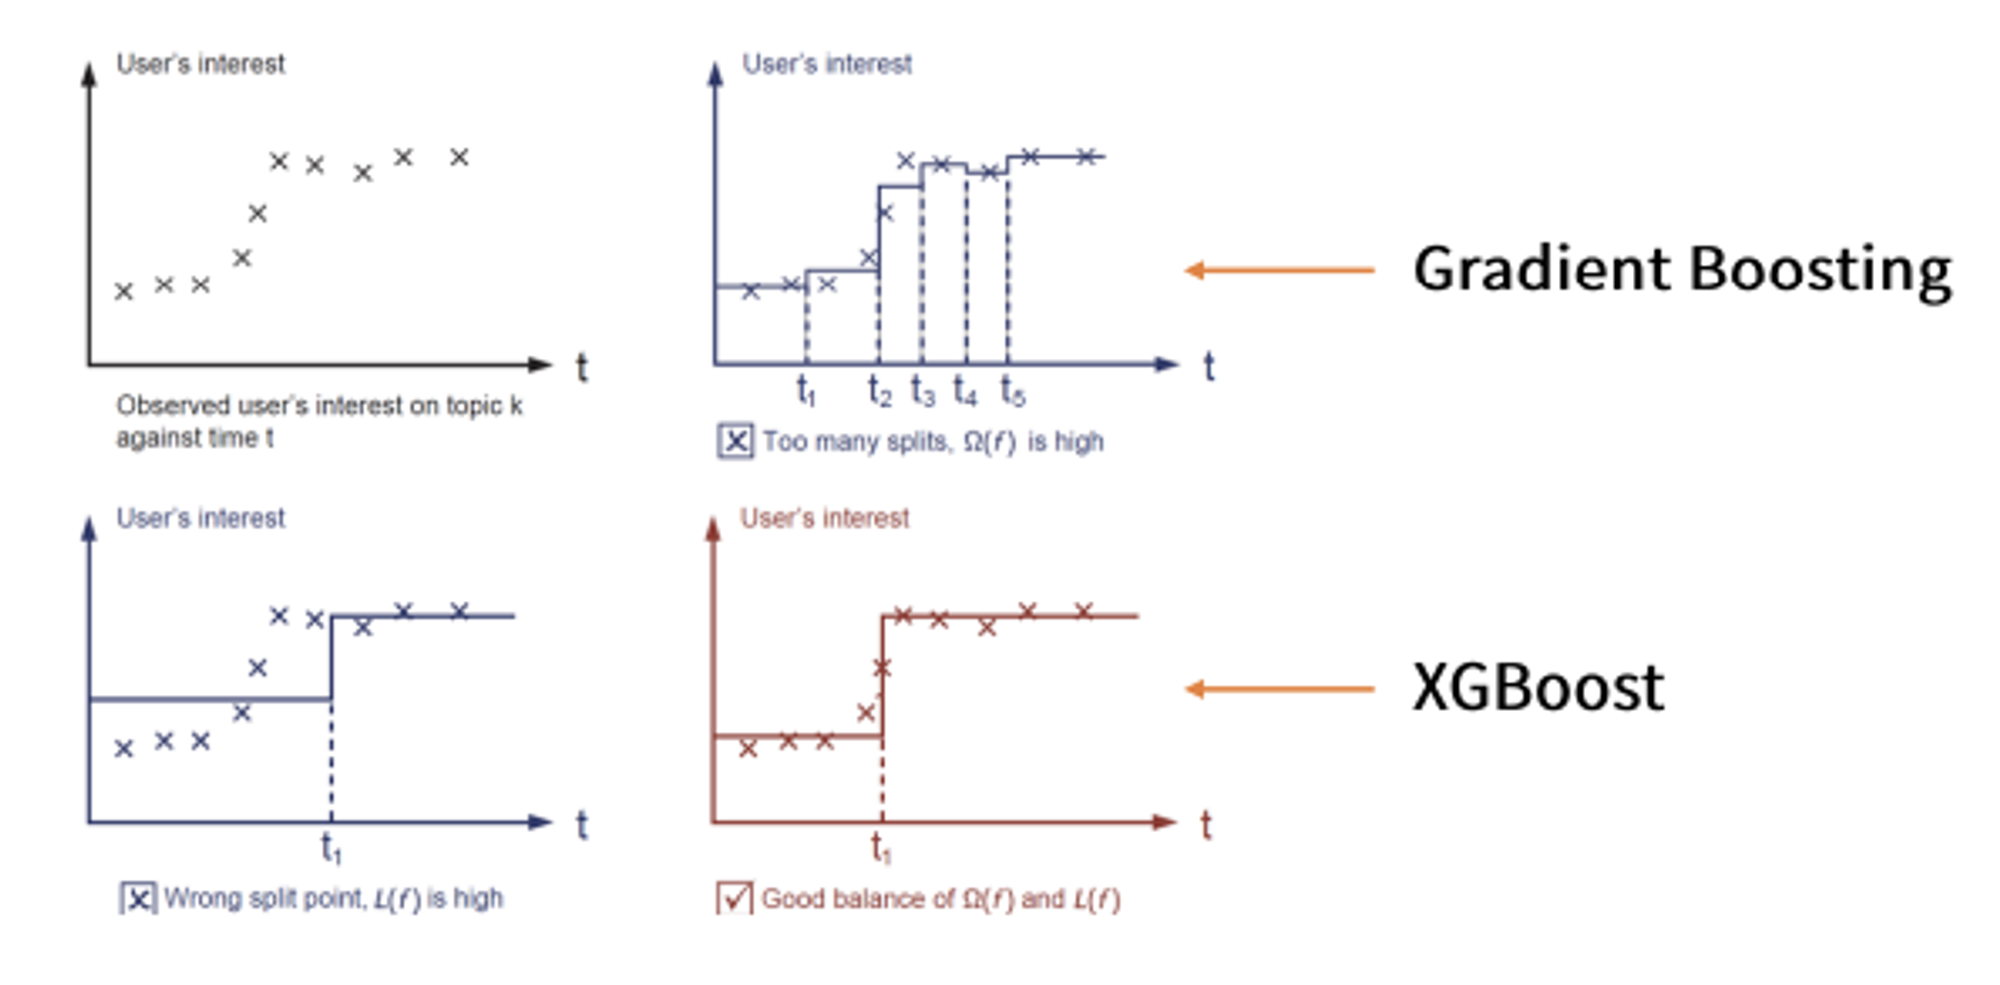 User's interest
t
Observed user's interest on topic k
against time t
User's interest
t
t₁ t₂ t₃ t₄ t₅
Too many splits, Ω(f) is high
Gradient Boosting
User's interest
t
t₁
Wrong split point, L(f) is high
User's interest
t
t₁
Good balance of Ω(f) and L(f)
XGBoost